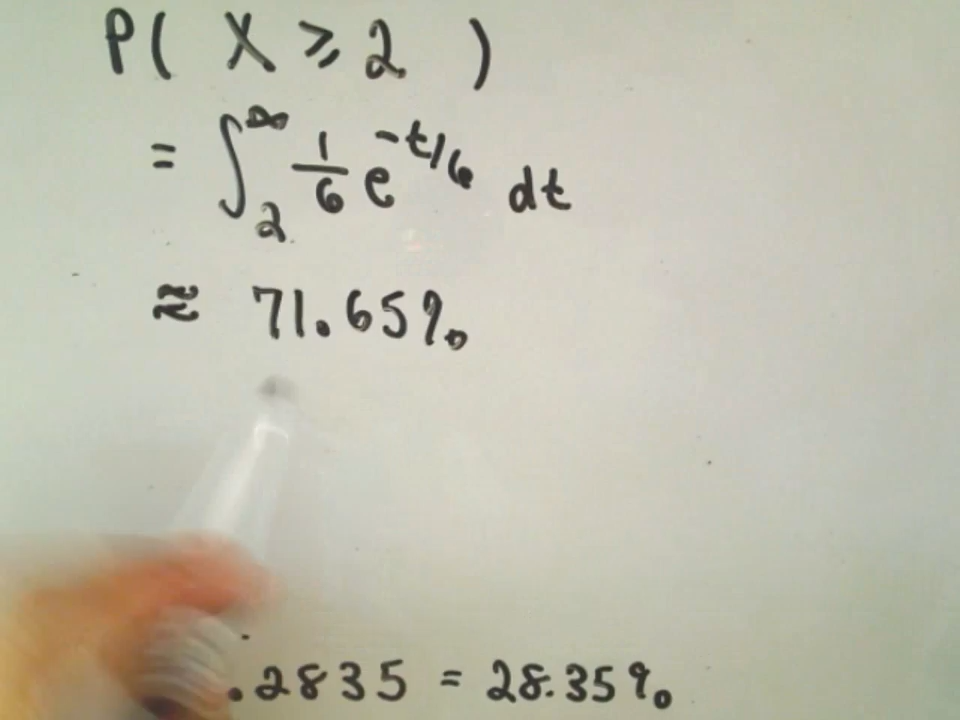 P( X ≥ 2 )
= ∫₂^∞ 1/6 e^(-t/6) dt
≈ 71.65%
.2835 = 28.35%